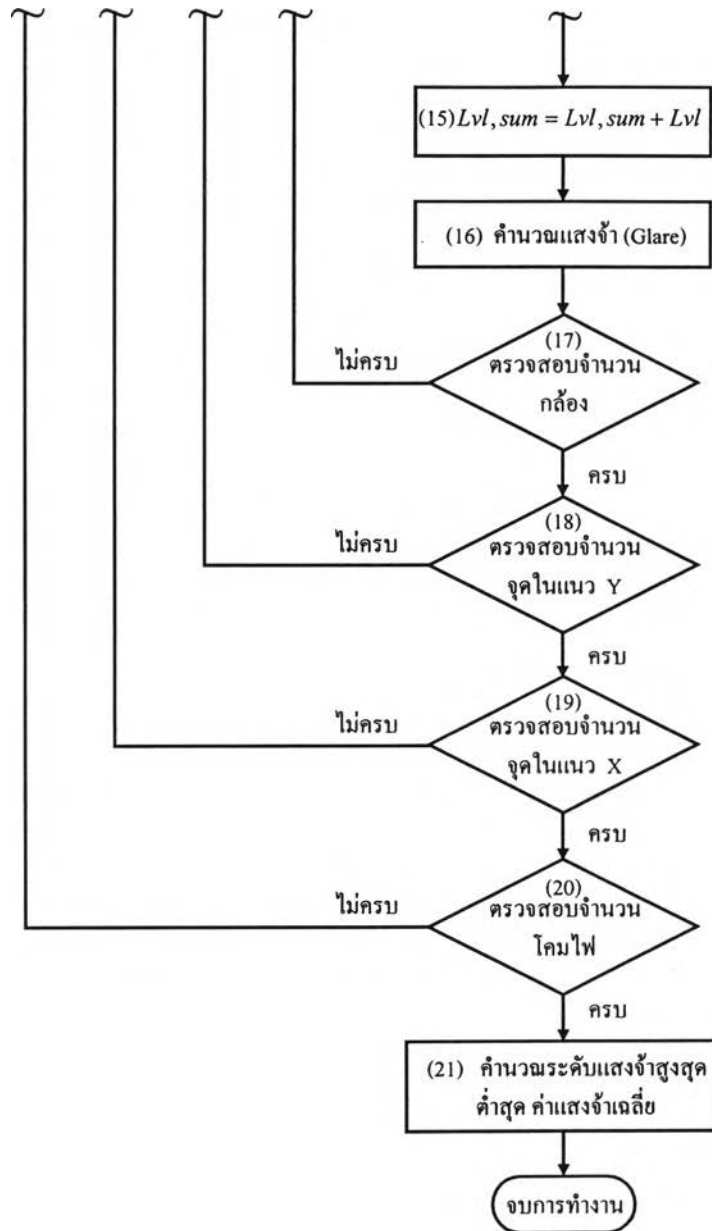 (15) Lvl,sum = Lvl,sum + Lvl
(16) คำนวณแสงจ้า (Glare)
(17)
ตรวจสอบจำนวน
กล้อง
ไม่ครบ
ครบ
(18)
ตรวจสอบจำนวน
จุดในแนว Y
ไม่ครบ
ครบ
(19)
ตรวจสอบจำนวน
จุดในแนว X
ไม่ครบ
ครบ
(20)
ตรวจสอบจำนวน
โคมไฟ
ไม่ครบ
ครบ
(21) คำนวณระดับแสงจ้าสูงสุด
ต่ำสุด ค่าแสงจ้าเฉลี่ย
จบการทำงาน